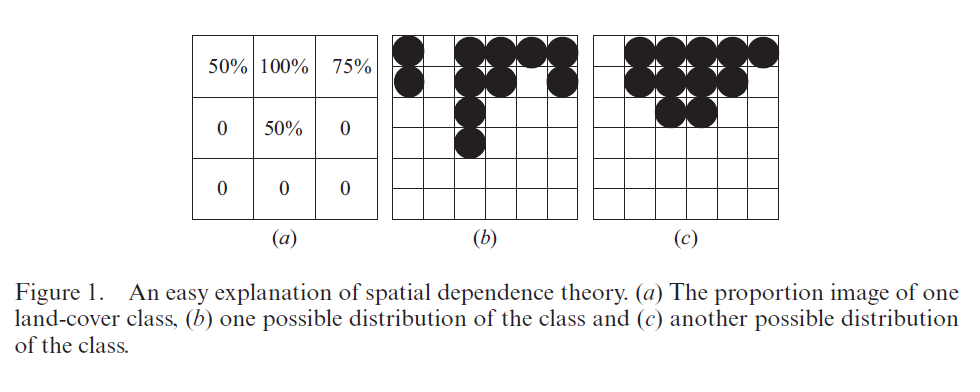 50% 100% 75%
0 50% 0
0 0 0
(a) (b) (c)
Figure 1. An easy explanation of spatial dependence theory. (a) The proportion image of one
land-cover class, (b) one possible distribution of the class and (c) another possible distribution
of the class.